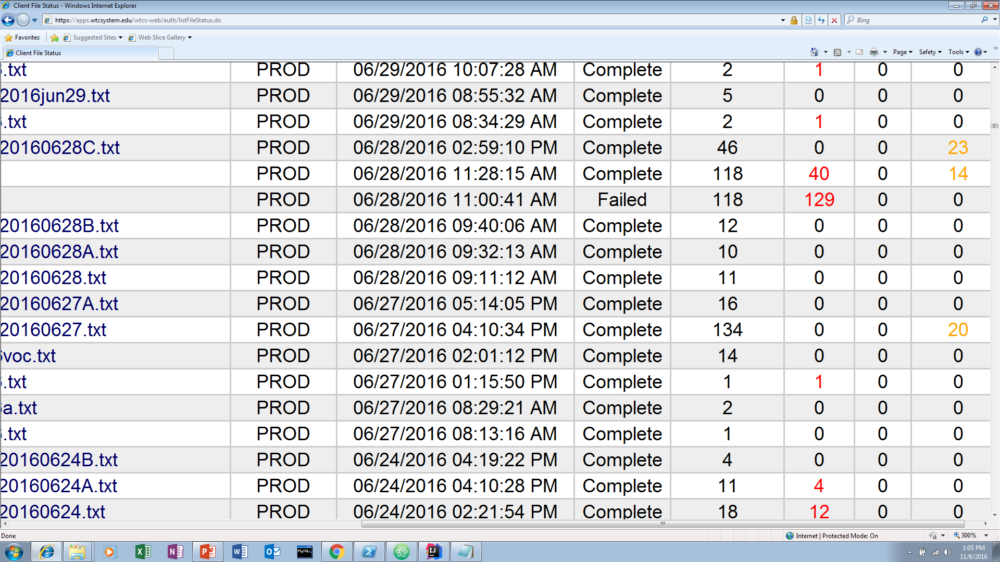 Client File Status - Windows Internet Explorer
https://apps.wtcsystem.edu/wtcs-web/auth/listFileStatus.do
Bing
Favorites Suggested Sites Web Slice Gallery
Client File Status
Page Safety Tools
.txt PROD 06/29/2016 10:07:28 AM Complete 2 1 0 0
2016jun29.txt PROD 06/29/2016 08:55:32 AM Complete 5 0 0 0
.txt PROD 06/29/2016 08:34:29 AM Complete 2 1 0 0
20160628C.txt PROD 06/28/2016 02:59:10 PM Complete 46 0 0 23
PROD 06/28/2016 11:28:15 AM Complete 118 40 0 14
PROD 06/28/2016 11:00:41 AM Failed 118 129 0 0
20160628B.txt PROD 06/28/2016 09:40:06 AM Complete 12 0 0 0
20160628A.txt PROD 06/28/2016 09:32:13 AM Complete 10 0 0 0
20160628.txt PROD 06/28/2016 09:11:12 AM Complete 11 0 0 0
20160627A.txt PROD 06/27/2016 05:14:05 PM Complete 16 0 0 0
20160627.txt PROD 06/27/2016 04:10:34 PM Complete 134 0 0 20
voc.txt PROD 06/27/2016 02:01:12 PM Complete 14 0 0 0
.txt PROD 06/27/2016 01:15:50 PM Complete 1 1 0 0
a.txt PROD 06/27/2016 08:29:21 AM Complete 2 0 0 0
.txt PROD 06/27/2016 08:13:16 AM Complete 1 0 0 0
20160624B.txt PROD 06/24/2016 04:19:22 PM Complete 4 0 0 0
20160624A.txt PROD 06/24/2016 04:10:28 PM Complete 11 4 0 0
20160624.txt PROD 06/24/2016 02:21:54 PM Complete 18 12 0 0
Done Internet | Protected Mode: On 300%
1:05 PM
11/6/2016